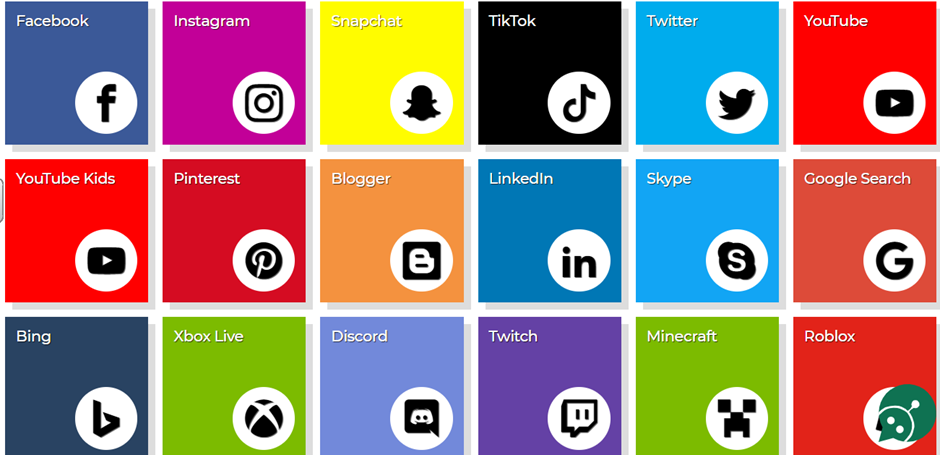 Facebook
Instagram
Snapchat
TikTok
Twitter
YouTube
YouTube Kids
Pinterest
Blogger
LinkedIn
Skype
Google Search
Bing
Xbox Live
Discord
Twitch
Minecraft
Roblox